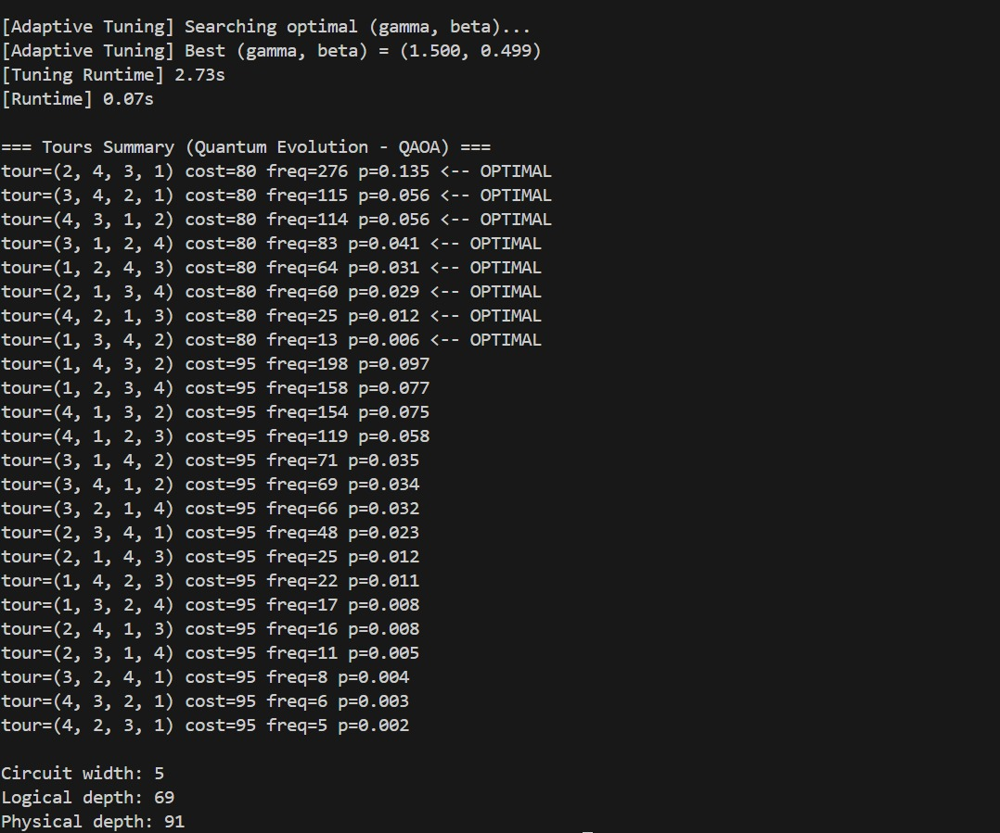 [Adaptive Tuning] Searching optimal (gamma, beta)...
[Adaptive Tuning] Best (gamma, beta) = (1.500, 0.499)
[Tuning Runtime] 2.73s
[Runtime] 0.07s
=== Tours Summary (Quantum Evolution - QAOA) ===
tour=(2, 4, 3, 1) cost=80 freq=276 p=0.135 <-- OPTIMAL
tour=(3, 4, 2, 1) cost=80 freq=115 p=0.056 <-- OPTIMAL
tour=(4, 3, 1, 2) cost=80 freq=114 p=0.056 <-- OPTIMAL
tour=(3, 1, 2, 4) cost=80 freq=83 p=0.041 <-- OPTIMAL
tour=(1, 2, 4, 3) cost=80 freq=64 p=0.031 <-- OPTIMAL
tour=(2, 1, 3, 4) cost=80 freq=60 p=0.029 <-- OPTIMAL
tour=(4, 2, 1, 3) cost=80 freq=25 p=0.012 <-- OPTIMAL
tour=(1, 3, 4, 2) cost=80 freq=13 p=0.006 <-- OPTIMAL
tour=(1, 4, 3, 2) cost=95 freq=198 p=0.097
tour=(1, 2, 3, 4) cost=95 freq=158 p=0.077
tour=(4, 1, 3, 2) cost=95 freq=154 p=0.075
tour=(4, 1, 2, 3) cost=95 freq=119 p=0.058
tour=(3, 1, 4, 2) cost=95 freq=71 p=0.035
tour=(3, 4, 1, 2) cost=95 freq=69 p=0.034
tour=(3, 2, 1, 4) cost=95 freq=66 p=0.032
tour=(2, 3, 4, 1) cost=95 freq=48 p=0.023
tour=(2, 1, 4, 3) cost=95 freq=25 p=0.012
tour=(1, 4, 2, 3) cost=95 freq=22 p=0.011
tour=(1, 3, 2, 4) cost=95 freq=17 p=0.008
tour=(2, 4, 1, 3) cost=95 freq=16 p=0.008
tour=(2, 3, 1, 4) cost=95 freq=11 p=0.005
tour=(3, 2, 4, 1) cost=95 freq=8 p=0.004
tour=(4, 3, 2, 1) cost=95 freq=6 p=0.003
tour=(4, 2, 3, 1) cost=95 freq=5 p=0.002
Circuit width: 5
Logical depth: 69
Physical depth: 91